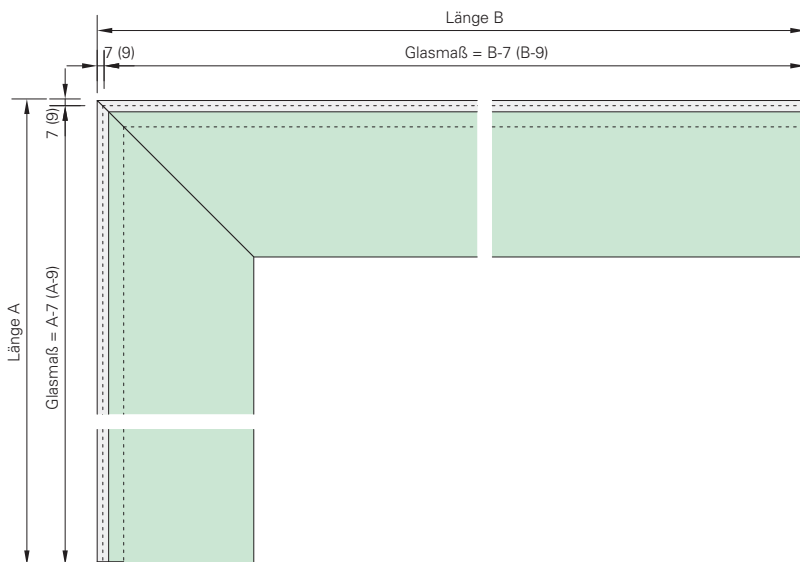 Länge B
7 (9)
Glasmaß = B-7 (B-9)
7 (9)
Länge A
Glasmaß = A-7 (A-9)